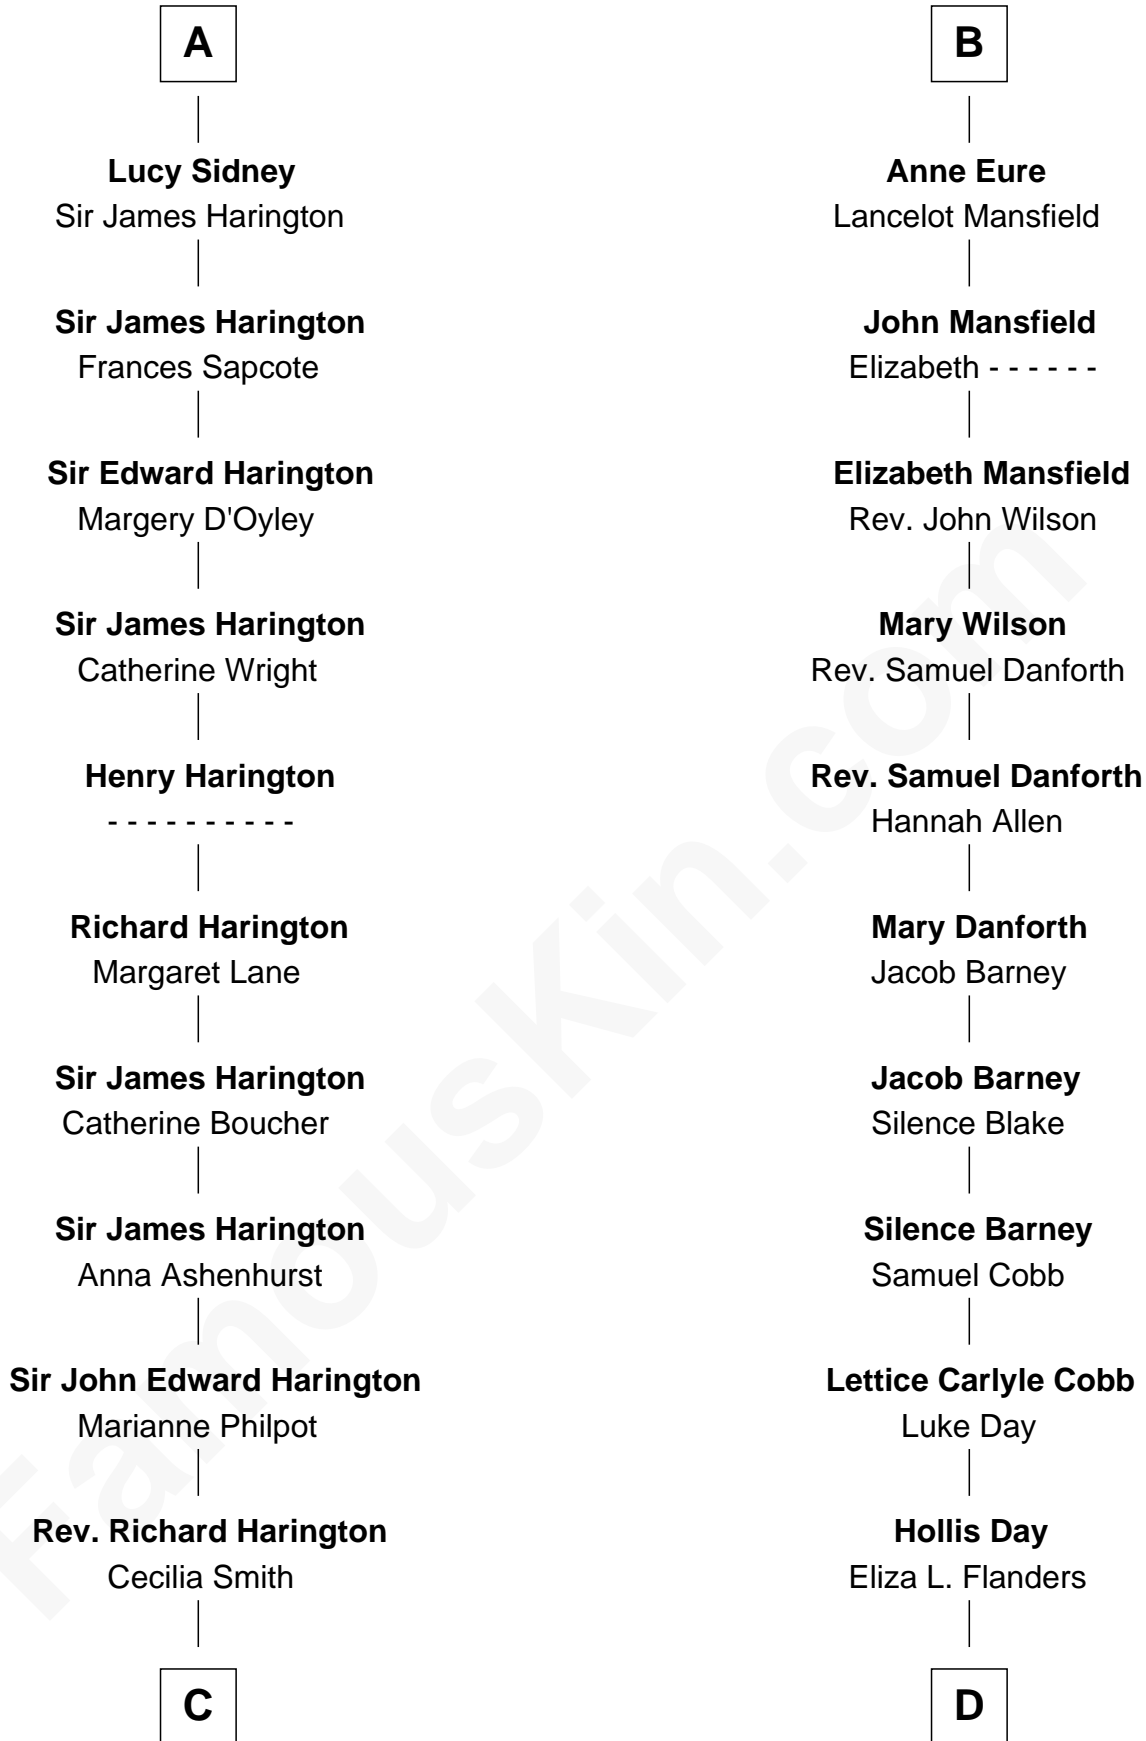 A
Lucy Sidney
Sir James Harington
Sir James Harington
Frances Sapcote
Sir Edward Harington
Margery D'Oyley
Sir James Harington
Catherine Wright
Henry Harington
- - - - - - - - - -
Richard Harington
Margaret Lane
Sir James Harington
Catherine Boucher
Sir James Harington
Anna Ashenhurst
Sir John Edward Harington
Marianne Philpot
Rev. Richard Harington
Cecilia Smith
C
B
Anne Eure
Lancelot Mansfield
John Mansfield
Elizabeth - - - - - -
Elizabeth Mansfield
Rev. John Wilson
Mary Wilson
Rev. Samuel Danforth
Rev. Samuel Danforth
Hannah Allen
Mary Danforth
Jacob Barney
Jacob Barney
Silence Blake
Silence Barney
Samuel Cobb
Lettice Carlyle Cobb
Luke Day
Hollis Day
Eliza L. Flanders
D
FamousKin.com